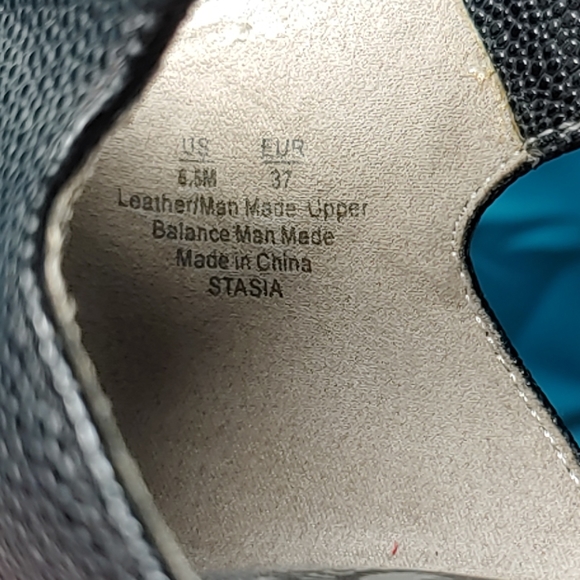 US EUR
6.5M 37
Leather/Man Made Upper
Balance Man Made
Made in China
STASIA